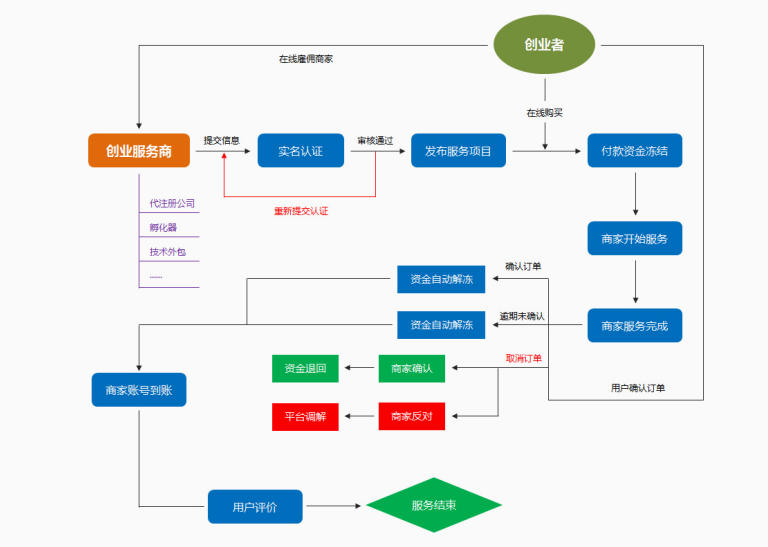 创业者
在线雇佣商家
在线购买
创业服务商
提交信息
实名认证
审核通过
发布服务项目
付款资金冻结
重新提交认证
代注册公司
孵化器
技术外包
......
商家开始服务
确认订单
资金自动解冻
逾期未确认
资金自动解冻
商家服务完成
取消订单
资金退回
商家确认
用户确认订单
商家账号到账
平台调解
商家反对
用户评价
服务结束